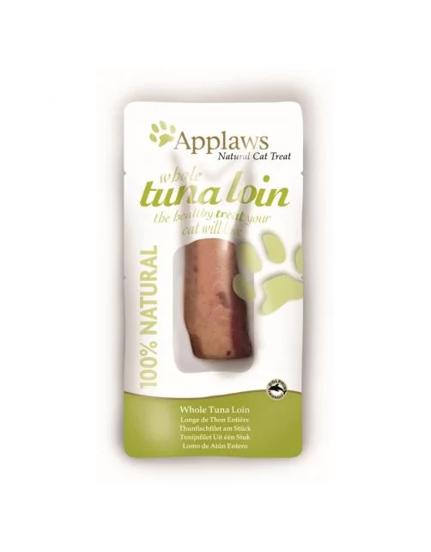 Applaws
Natural Cat Treat
whole
tuna loin
the healthy treat your
cat will love
100% NATURAL
Whole Tuna Loin
Longe de Thon Entière
Thunfischfilet am Stück
Tonijnfilet Uit één Stuk
Lomo de Atún Entero